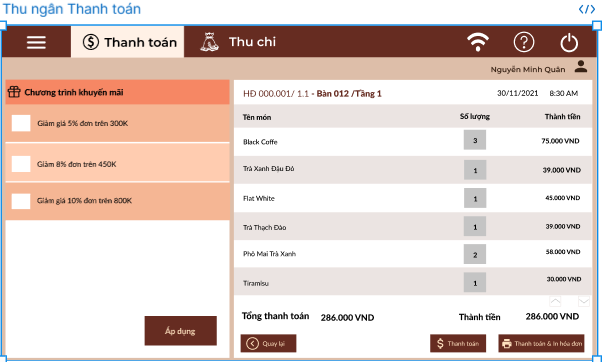 Thu ngân Thanh toán </>
$ Thanh toán Thu chi ?
Nguyễn Minh Quân
Chương trình khuyến mãi
Giảm giá 5% đơn trên 300K
Giảm 8% đơn trên 450K
Giảm giá 10% đơn trên 800K
Áp dụng
HĐ 000.001/ 1.1 - Bàn 012 /Tầng 1 30/11/2021 8:30 AM
Tên món Số lượng Thành tiền
Black Coffe 3 75.000 VND
Trà Xanh Đậu Đỏ 1 39.000 VND
Flat White 1 45.000 VND
Trà Thạch Đào 1 39.000 VND
Phô Mai Trà Xanh 2 58.000 VND
Tiramisu 1 30.000 VND
Tổng thanh toán 286.000 VND Thành tiền 286.000 VND
Quay lại $ Thanh toán Thanh toán & In hóa đơn